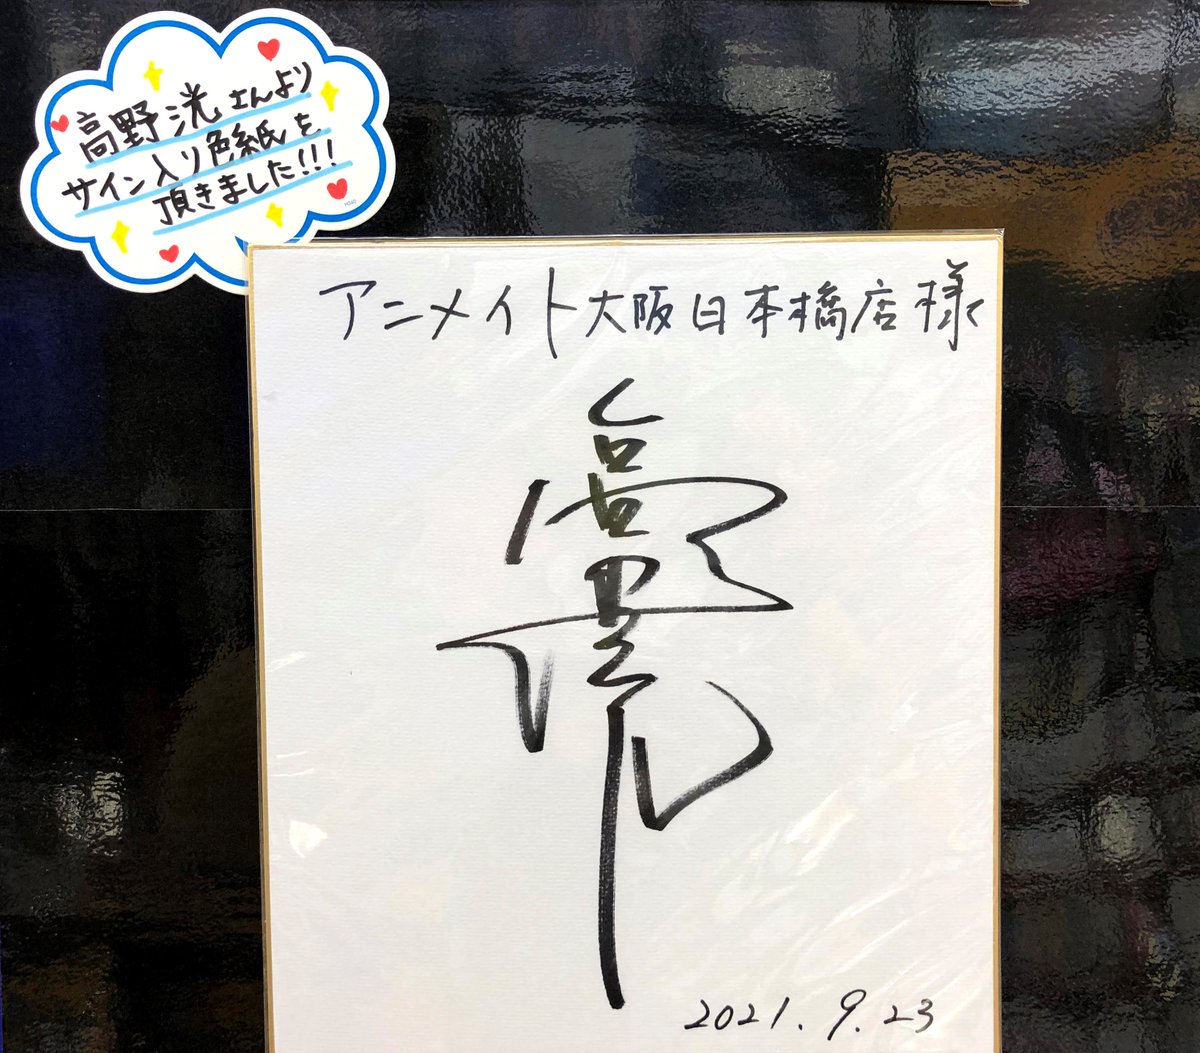 高野洸さんより
サイン入り色紙を
頂きました!!!
アニメイト大阪日本橋店様
2021.9.23